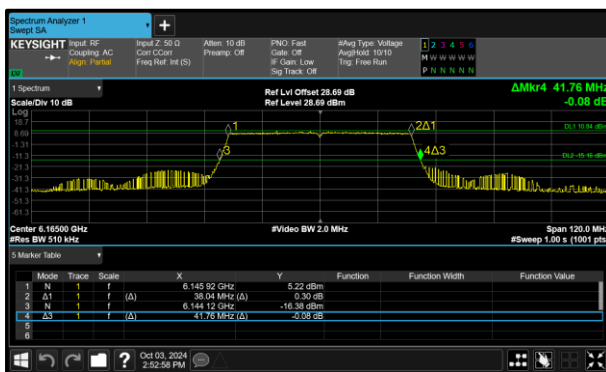 Spectrum Analyzer 1
Swept SA
KEYSIGHT Input: RF Input Z: 50 Ω Atten: 10 dB PNO: Fast #Avg Type: Voltage 1 2 3 4 5 6
Coupling: AC Corr CCorr Preamp: Off Gate: Off Avg|Hold: 10/10 M W W W W W
Align: Partial Freq Ref: Int (S) IF Gain: Low Trig: Free Run P N N N N N
Sig Track: Off
LXI
1 Spectrum Ref Lvl Offset 28.69 dB ΔMkr4 41.76 MHz
Scale/Div 10 dB Ref Level 28.69 dBm -0.08 dB
Log
18.7
8.69
-1.31
-11.3
-21.3
-31.3
-41.3
-51.3
-61.3
1
2Δ1
3
4Δ3
DL1 10.84 dBm
DL2 -15.16 dBm
Center 6.16500 GHz #Video BW 2.0 MHz Span 120.0 MHz
#Res BW 510 kHz #Sweep 1.00 s (1001 pts)
5 Marker Table
Mode Trace Scale X Y Function Function Width Function Value
1 N 1 f 6.145 92 GHz 5.22 dBm
2 Δ1 1 f (Δ) 38.04 MHz (Δ) 0.30 dB
3 N 1 f 6.144 12 GHz -16.38 dBm
4 Δ3 1 f (Δ) 41.76 MHz (Δ) -0.08 dB
5
6
? Oct 03, 2024
2:52:58 PM